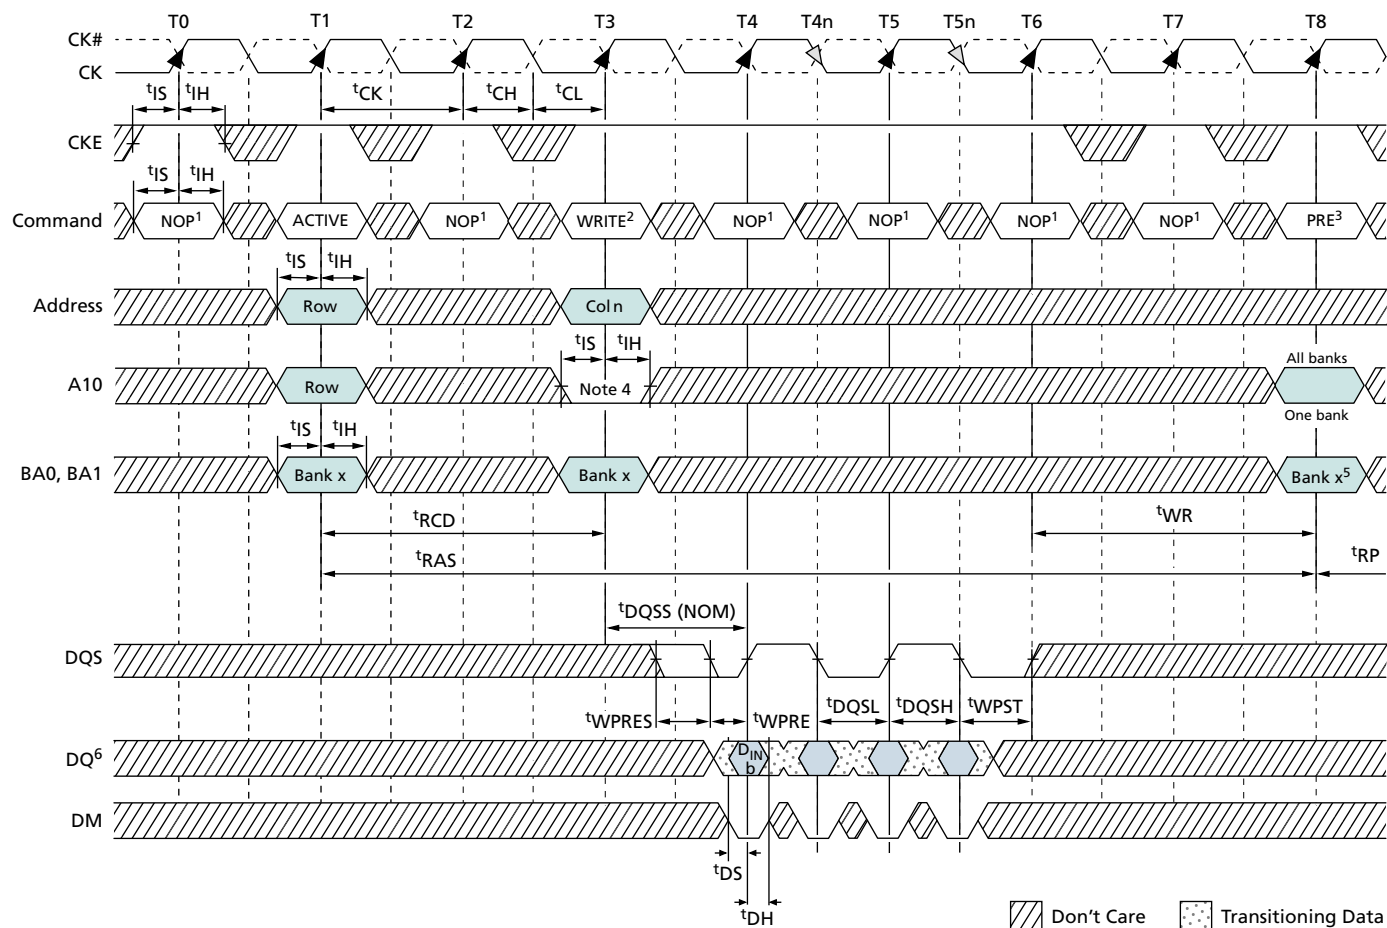 T0 T1 T2 T3 T4 T4n T5 T5n T6 T7 T8
CK#
CK
tIS tIH tCK tCH tCL
CKE
tIS tIH
Command NOP1 ACTIVE NOP1 WRITE2 NOP1 NOP1 NOP1 NOP1 PRE3
tIS tIH
Address Row Col n
tIS tIH
All banks
A10 Row Note 4
One bank
tIS tIH
BA0, BA1 Bank x Bank x Bank x5
tRCD tWR
tRAS tRP
tDQSS (NOM)
DQS
tWPRES tWPRE tDQSL tDQSH tWPST
DQ6 DIN
b
DM
tDS
tDH
Don't Care Transitioning Data